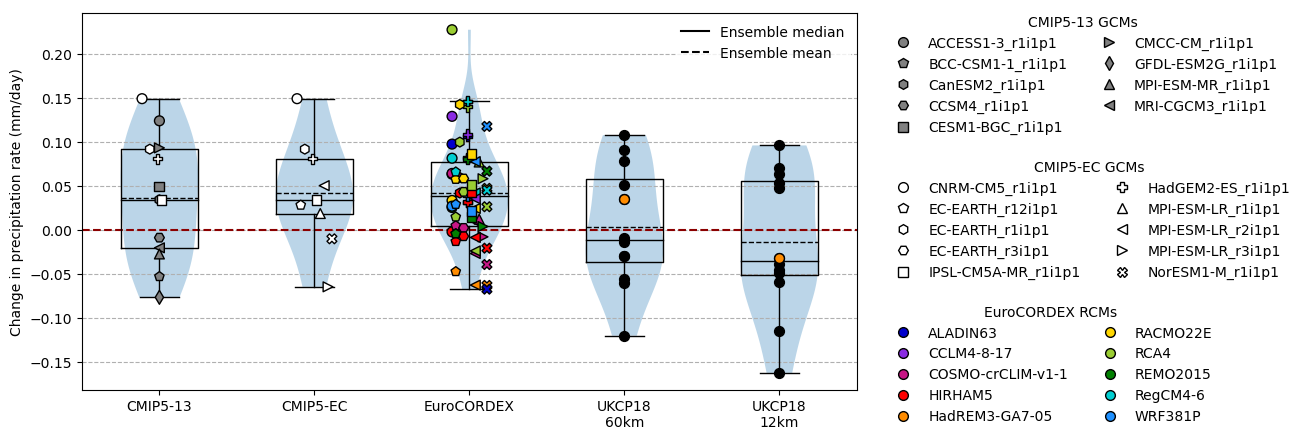 Change in precipitation rate (mm/day)
0.20
0.15
0.10
0.05
0.00
−0.05
−0.10
−0.15
Ensemble median
Ensemble mean
CMIP5-13
CMIP5-EC
EuroCORDEX
UKCP18
60km
UKCP18
12km
CMIP5-13 GCMs
ACCESS1-3_r1i1p1
BCC-CSM1-1_r1i1p1
CanESM2_r1i1p1
CCSM4_r1i1p1
CESM1-BGC_r1i1p1
CMCC-CM_r1i1p1
GFDL-ESM2G_r1i1p1
MPI-ESM-MR_r1i1p1
MRI-CGCM3_r1i1p1
CMIP5-EC GCMs
CNRM-CM5_r1i1p1
EC-EARTH_r12i1p1
EC-EARTH_r1i1p1
EC-EARTH_r3i1p1
IPSL-CM5A-MR_r1i1p1
HadGEM2-ES_r1i1p1
MPI-ESM-LR_r1i1p1
MPI-ESM-LR_r2i1p1
MPI-ESM-LR_r3i1p1
NorESM1-M_r1i1p1
EuroCORDEX RCMs
ALADIN63
CCLM4-8-17
COSMO-crCLIM-v1-1
HIRHAM5
HadREM3-GA7-05
RACMO22E
RCA4
REMO2015
RegCM4-6
WRF381P